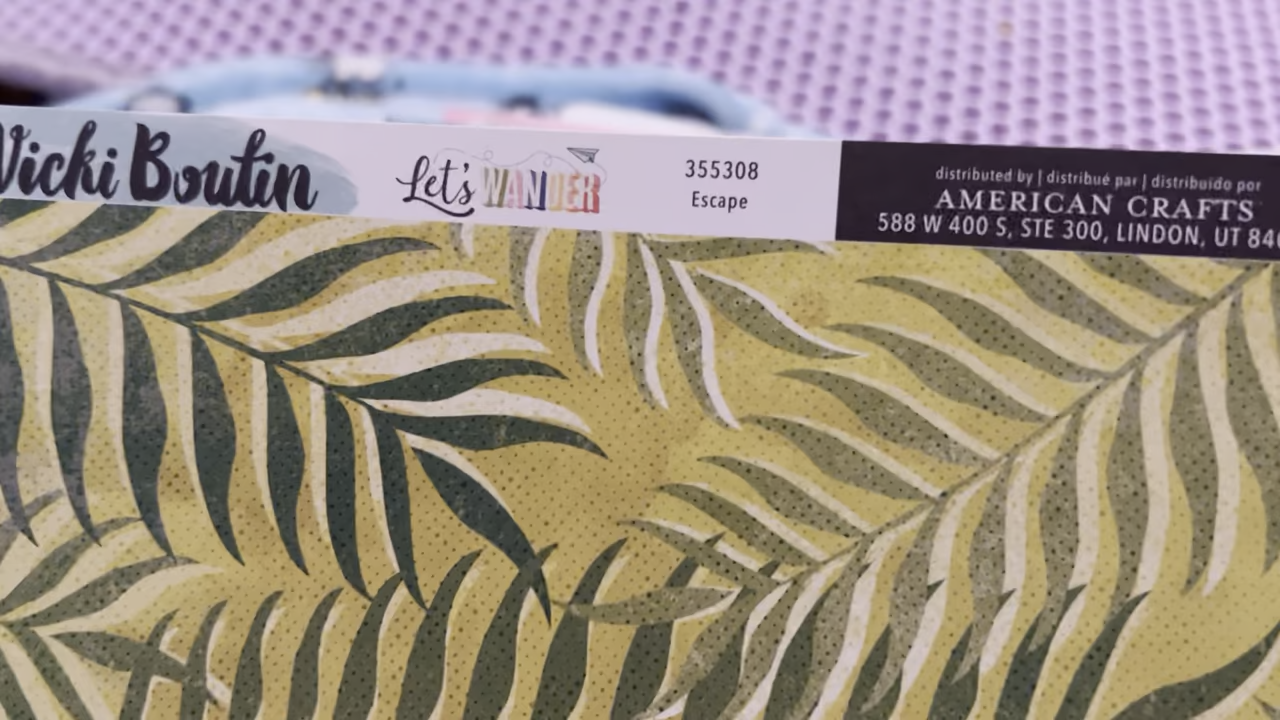 Vicki Boutin
Let's WANDER
355308
Escape
distributed by | distribué par | distribuido por
AMERICAN CRAFTS
588 W 400 S, STE 300, LINDON, UT